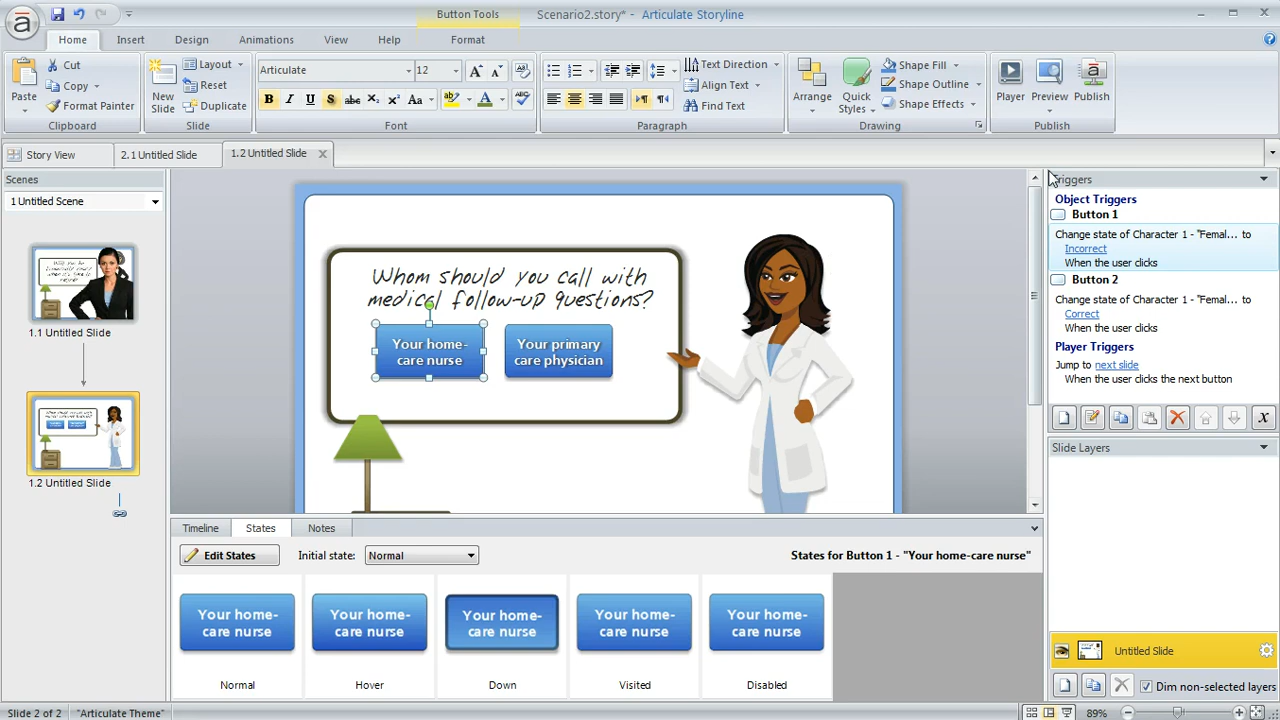 Button Tools
Scenario2.story* - Articulate Storyline
Home
Insert
Design
Animations
View
Help
Format
Paste
Cut
Copy
Format Painter
Clipboard
New Slide
Layout
Reset
Duplicate
Slide
Articulate
12
B I U S abc X₂ X² Aa
Font
Text Direction
Align Text
Find Text
Paragraph
Arrange
Quick Styles
Shape Fill
Shape Outline
Shape Effects
Drawing
Player
Preview
Publish
Publish
Story View
2.1 Untitled Slide
1.2 Untitled Slide
Scenes
1 Untitled Scene
1.1 Untitled Slide
1.2 Untitled Slide
Whom should you call with
medical follow-up questions?
Your home-
care nurse
Your primary
care physician
Triggers
Object Triggers
Button 1
Change state of Character 1 - "Femal... to
Incorrect
When the user clicks
Button 2
Change state of Character 1 - "Femal... to
Correct
When the user clicks
Player Triggers
Jump to next slide
When the user clicks the next button
Slide Layers
Untitled Slide
Dim non-selected layers
Timeline
States
Notes
Edit States
Initial state:
Normal
States for Button 1 - "Your home-care nurse"
Your home-
care nurse
Your home-
care nurse
Your home-
care nurse
Your home-
care nurse
Your home-
care nurse
Normal
Hover
Down
Visited
Disabled
Slide 2 of 2
"Articulate Theme"
89%